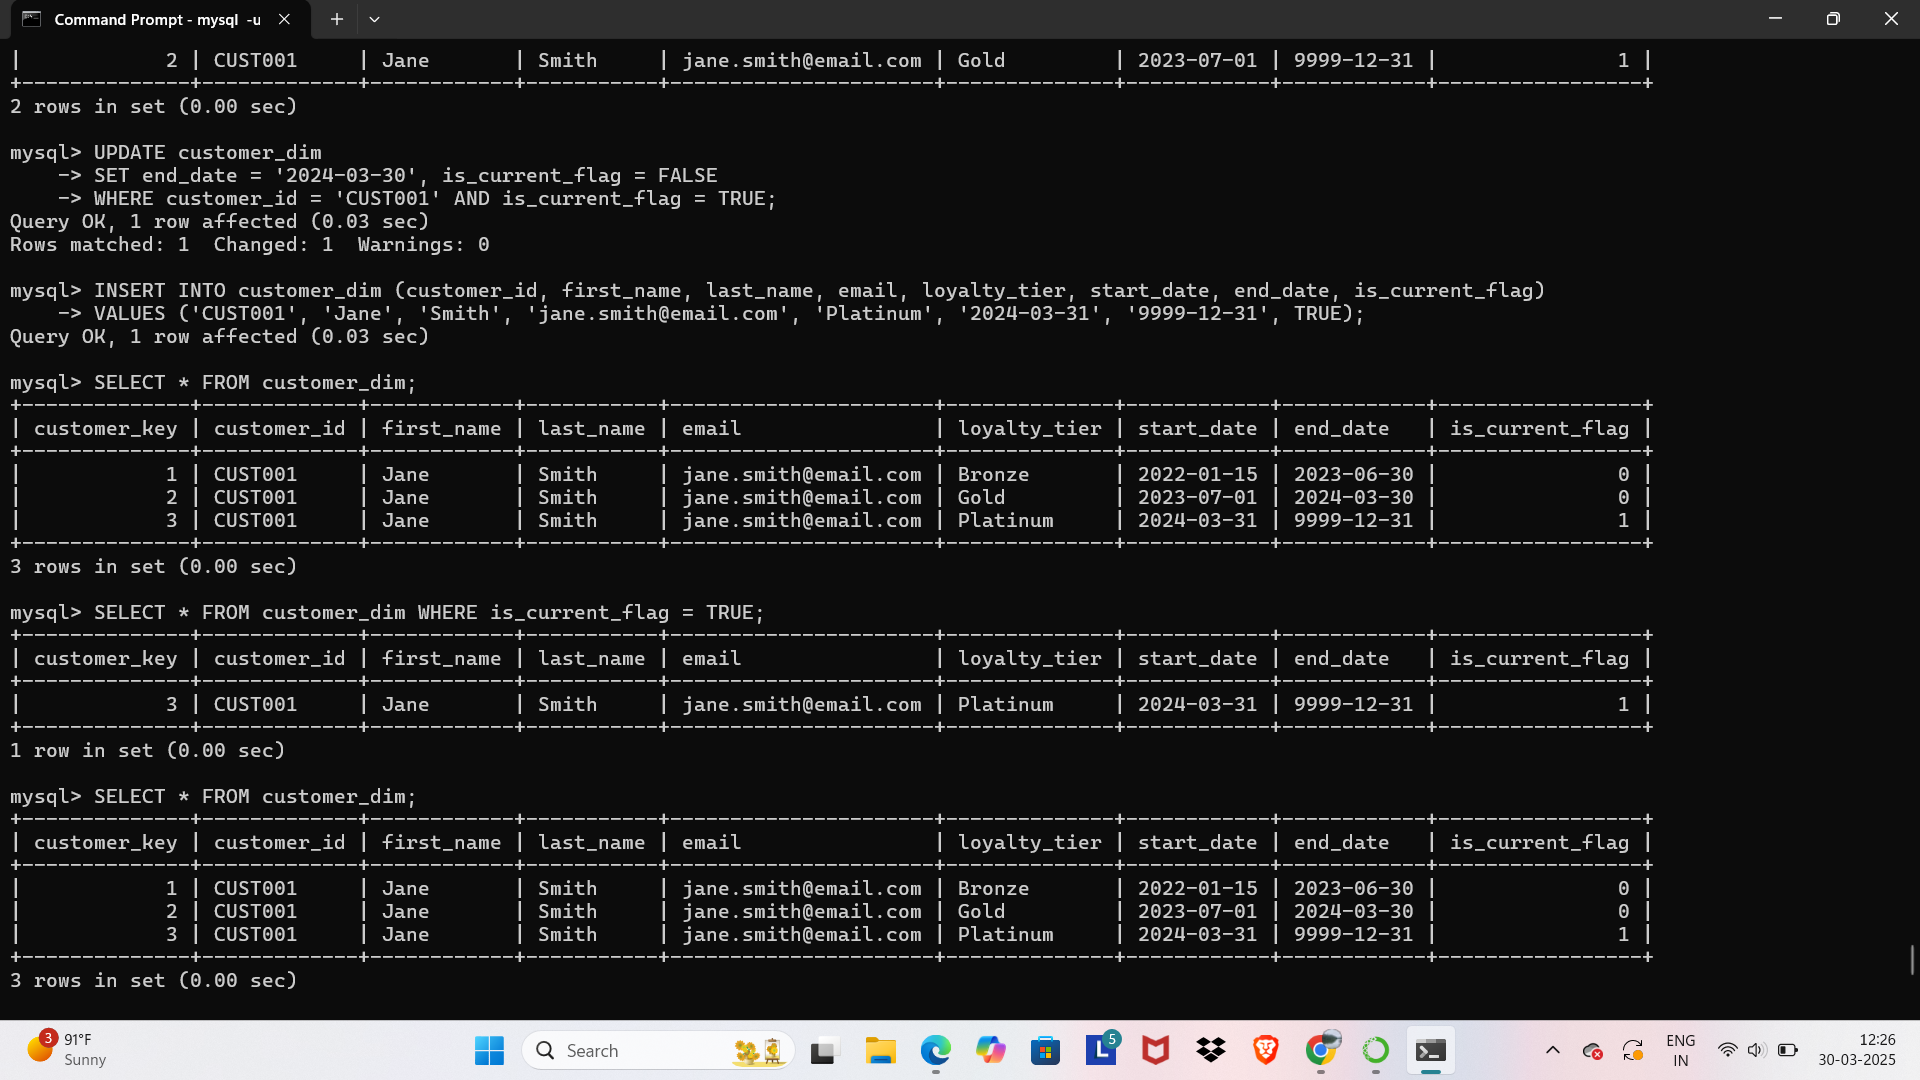 Command Prompt - mysql  -u
|            2 | CUST001     | Jane       | Smith     | jane.smith@email.com | Gold         | 2023-07-01 | 9999-12-31 |               1 |
+--------------+-------------+------------+-----------+----------------------+--------------+------------+------------+-----------------+
2 rows in set (0.00 sec)
mysql> UPDATE customer_dim
    -> SET end_date = '2024-03-30', is_current_flag = FALSE
    -> WHERE customer_id = 'CUST001' AND is_current_flag = TRUE;
Query OK, 1 row affected (0.03 sec)
Rows matched: 1  Changed: 1  Warnings: 0
mysql> INSERT INTO customer_dim (customer_id, first_name, last_name, email, loyalty_tier, start_date, end_date, is_current_flag)
    -> VALUES ('CUST001', 'Jane', 'Smith', 'jane.smith@email.com', 'Platinum', '2024-03-31', '9999-12-31', TRUE);
Query OK, 1 row affected (0.03 sec)
mysql> SELECT * FROM customer_dim;
+--------------+-------------+------------+-----------+----------------------+--------------+------------+------------+-----------------+
| customer_key | customer_id | first_name | last_name | email                | loyalty_tier | start_date | end_date   | is_current_flag |
+--------------+-------------+------------+-----------+----------------------+--------------+------------+------------+-----------------+
|            1 | CUST001     | Jane       | Smith     | jane.smith@email.com | Bronze       | 2022-01-15 | 2023-06-30 |               0 |
|            2 | CUST001     | Jane       | Smith     | jane.smith@email.com | Gold         | 2023-07-01 | 2024-03-30 |               0 |
|            3 | CUST001     | Jane       | Smith     | jane.smith@email.com | Platinum     | 2024-03-31 | 9999-12-31 |               1 |
+--------------+-------------+------------+-----------+----------------------+--------------+------------+------------+-----------------+
3 rows in set (0.00 sec)
mysql> SELECT * FROM customer_dim WHERE is_current_flag = TRUE;
+--------------+-------------+------------+-----------+----------------------+--------------+------------+------------+-----------------+
| customer_key | customer_id | first_name | last_name | email                | loyalty_tier | start_date | end_date   | is_current_flag |
+--------------+-------------+------------+-----------+----------------------+--------------+------------+------------+-----------------+
|            3 | CUST001     | Jane       | Smith     | jane.smith@email.com | Platinum     | 2024-03-31 | 9999-12-31 |               1 |
+--------------+-------------+------------+-----------+----------------------+--------------+------------+------------+-----------------+
1 row in set (0.00 sec)
mysql> SELECT * FROM customer_dim;
+--------------+-------------+------------+-----------+----------------------+--------------+------------+------------+-----------------+
| customer_key | customer_id | first_name | last_name | email                | loyalty_tier | start_date | end_date   | is_current_flag |
+--------------+-------------+------------+-----------+----------------------+--------------+------------+------------+-----------------+
|            1 | CUST001     | Jane       | Smith     | jane.smith@email.com | Bronze       | 2022-01-15 | 2023-06-30 |               0 |
|            2 | CUST001     | Jane       | Smith     | jane.smith@email.com | Gold         | 2023-07-01 | 2024-03-30 |               0 |
|            3 | CUST001     | Jane       | Smith     | jane.smith@email.com | Platinum     | 2024-03-31 | 9999-12-31 |               1 |
+--------------+-------------+------------+-----------+----------------------+--------------+------------+------------+-----------------+
3 rows in set (0.00 sec)
3
91°F
Sunny
Search
L
5
ENG
IN
12:26
30-03-2025